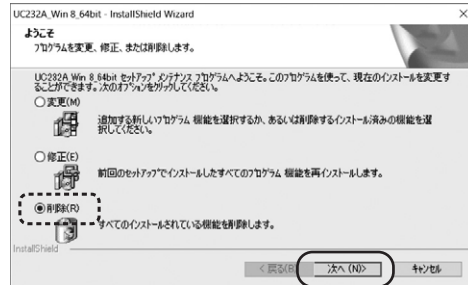 UC232A_Win 8_64bit - InstallShield Wizard
ようこそ
プログラムを変更、修正、または削除します。
UC232A_Win 8_64bit セットアップ メンテナンス プログラムへようこそ。このプログラムを使って、現在のインストールを変更することができます。次のオプションをクリックしてください。
変更(M)
追加する新しいプログラム 機能を選択するか、あるいは削除するインストール済みの機能を選択してください。
修正(E)
前回のセットアップでインストールしたすべてのプログラム 機能を再インストールします。
削除(R)
すべてのインストールされている機能を削除します。
InstallShield
< 戻る(B)
次へ (N)>
キャンセル